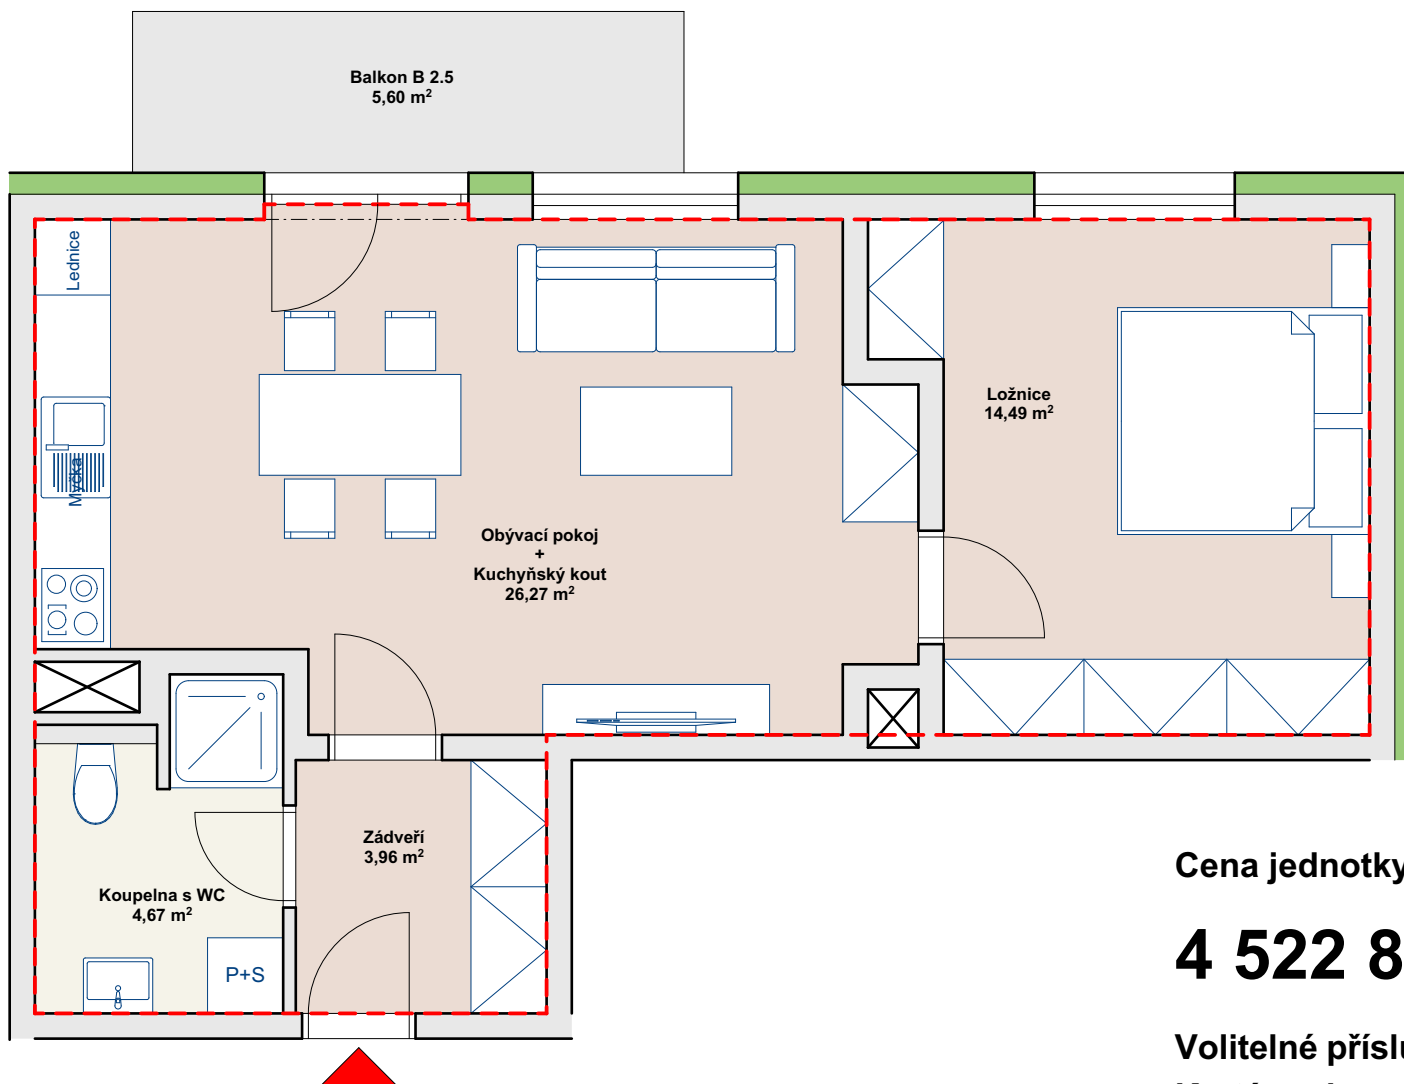 Balkon B 2.5
5,60 m²
Lednice
Myčka
Ložnice
14,49 m²
Obývací pokoj
+
Kuchyňský kout
26,27 m²
Zádveří
3,96 m²
Koupelna s WC
4,67 m²
P+S
Cena jednotky
4 522 8
Volitelné příslu